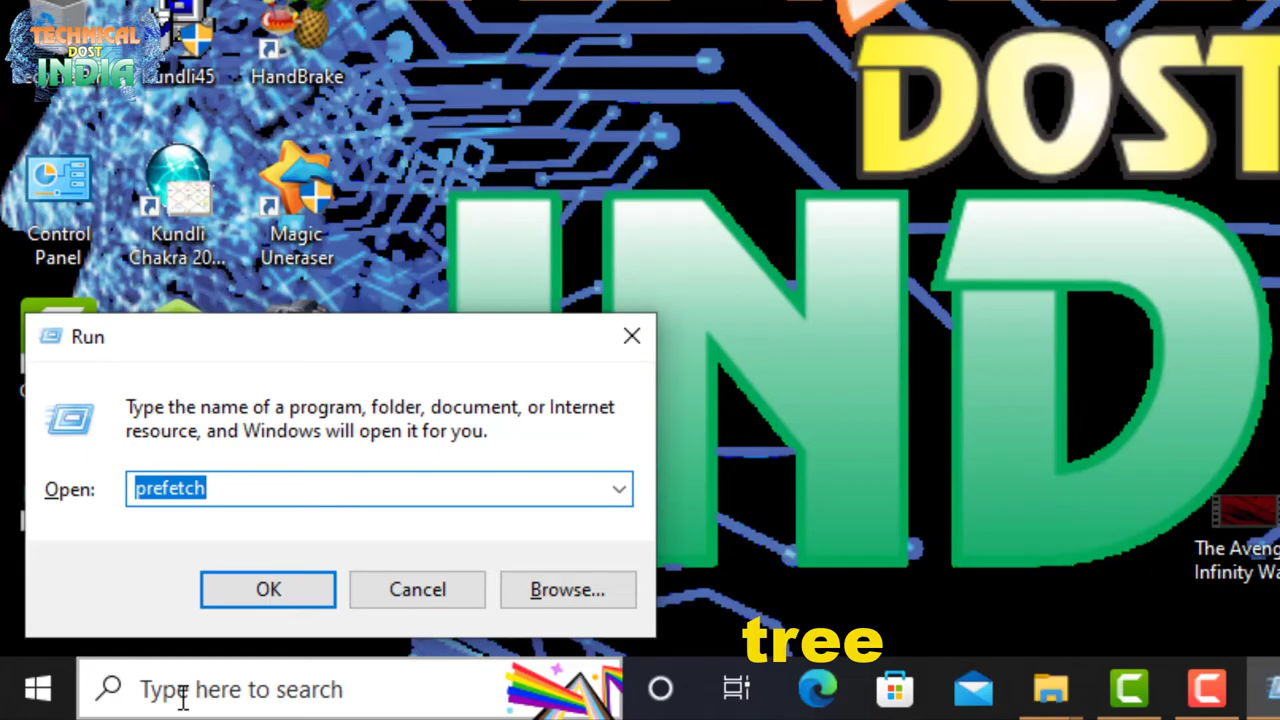 TECHNICAL
DOST
INDIA
HandBrake
DOST
IND
Control
Panel
Kundli
Chakra 20...
Magic
Uneraser
Run
Type the name of a program, folder, document, or Internet
resource, and Windows will open it for you.
Open:
prefetch
OK
Cancel
Browse...
The Aveng
Infinity Wa
tree
Type here to search